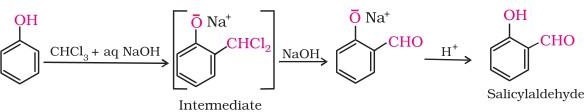 OH
CHCl₃ + aq NaOH
Ō Na⁺
CHCl₂
Intermediate
NaOH
Ō Na⁺
CHO
H⁺
OH
CHO
Salicylaldehyde